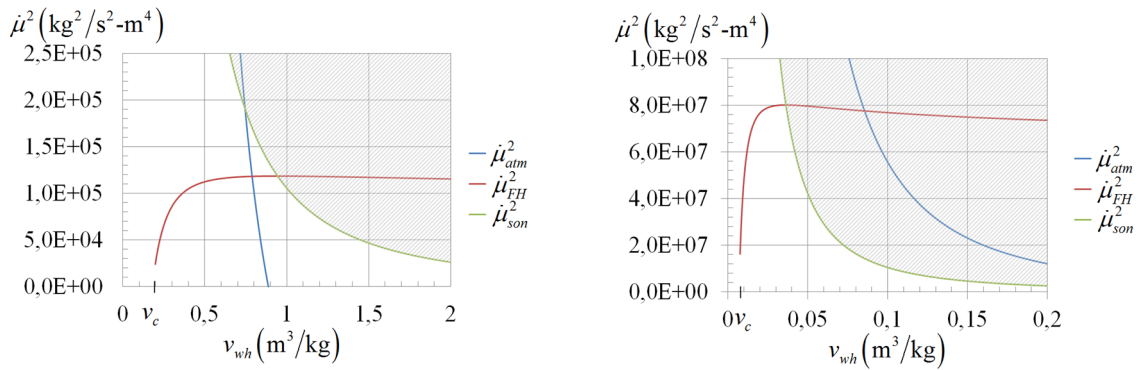 μ̇² (kg²/s²-m⁴)
2,5E+05
2,0E+05
1,5E+05
1,0E+05
5,0E+04
0,0E+00
0 v_c 0,5 1 1,5 2
v_wh (m³/kg)
μ̇²_atm
μ̇²_FH
μ̇²_son
μ̇² (kg²/s²-m⁴)
1,0E+08
8,0E+07
6,0E+07
4,0E+07
2,0E+07
0,0E+00
0 v_c 0,05 0,1 0,15 0,2
v_wh (m³/kg)
μ̇²_atm
μ̇²_FH
μ̇²_son